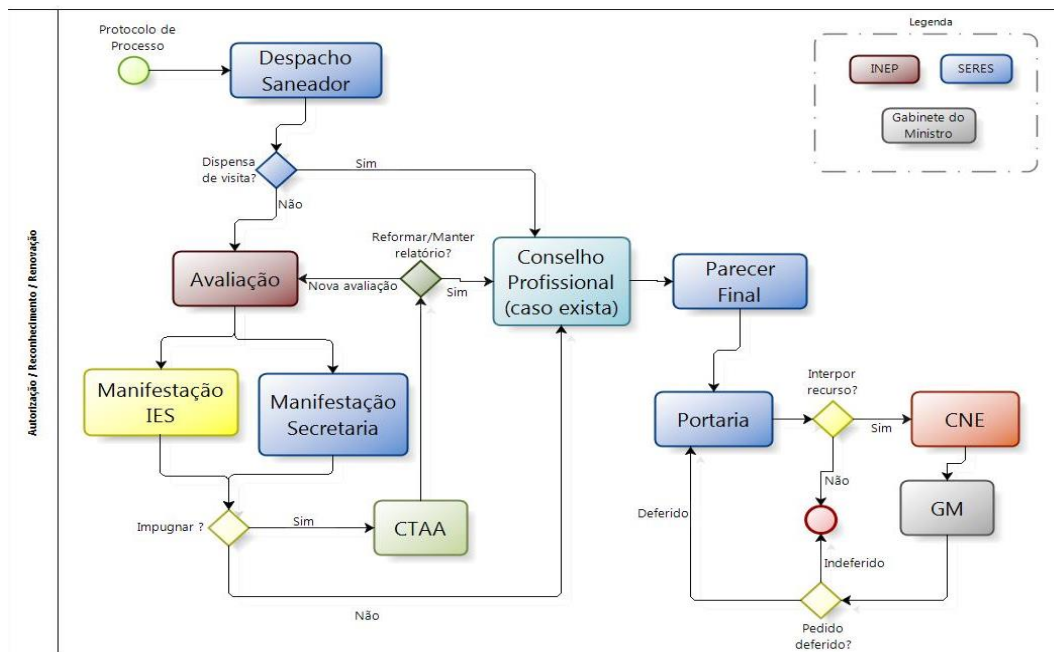 Autorização / Reconhecimento / Renovação
Protocolo de
Processo
Despacho
Saneador
Legenda
INEP
SERES
Gabinete do
Ministro
Dispensa
de visita?
Sim
Não
Avaliação
Nova avaliação
Reformar/Manter
relatório?
Sim
Conselho
Profissional
(caso exista)
Parecer
Final
Manifestação
IES
Manifestação
Secretaria
Impugnar ?
Sim
CTAA
Não
Portaria
Interpor
recurso?
Sim
CNE
Não
GM
Deferido
Indeferido
Pedido
deferido?